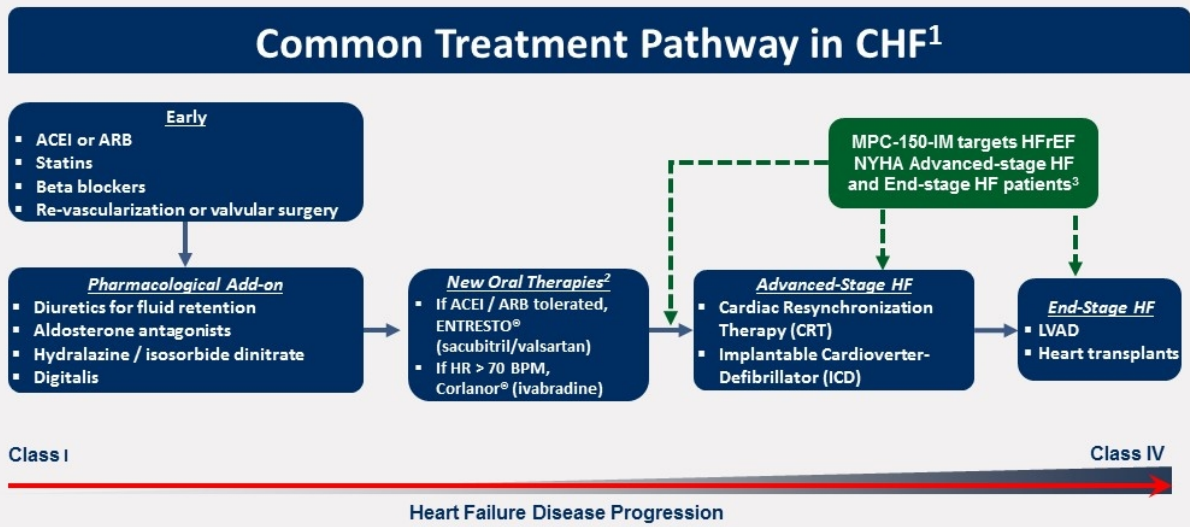 Common Treatment Pathway in CHF¹
Early
▪ ACEI or ARB
▪ Statins
▪ Beta blockers
▪ Re-vascularization or valvular surgery
MPC-150-IM targets HFrEF
NYHA Advanced-stage HF
and End-stage HF patients³
Pharmacological Add-on
▪ Diuretics for fluid retention
▪ Aldosterone antagonists
▪ Hydralazine / isosorbide dinitrate
▪ Digitalis
New Oral Therapies²
▪ If ACEI / ARB tolerated,
ENTRESTO®
(sacubitril/valsartan)
▪ If HR > 70 BPM,
Corlanor® (ivabradine)
Advanced-Stage HF
▪ Cardiac Resynchronization
Therapy (CRT)
▪ Implantable Cardioverter-
Defibrillator (ICD)
End-Stage HF
▪ LVAD
▪ Heart transplants
Class I
Class IV
Heart Failure Disease Progression